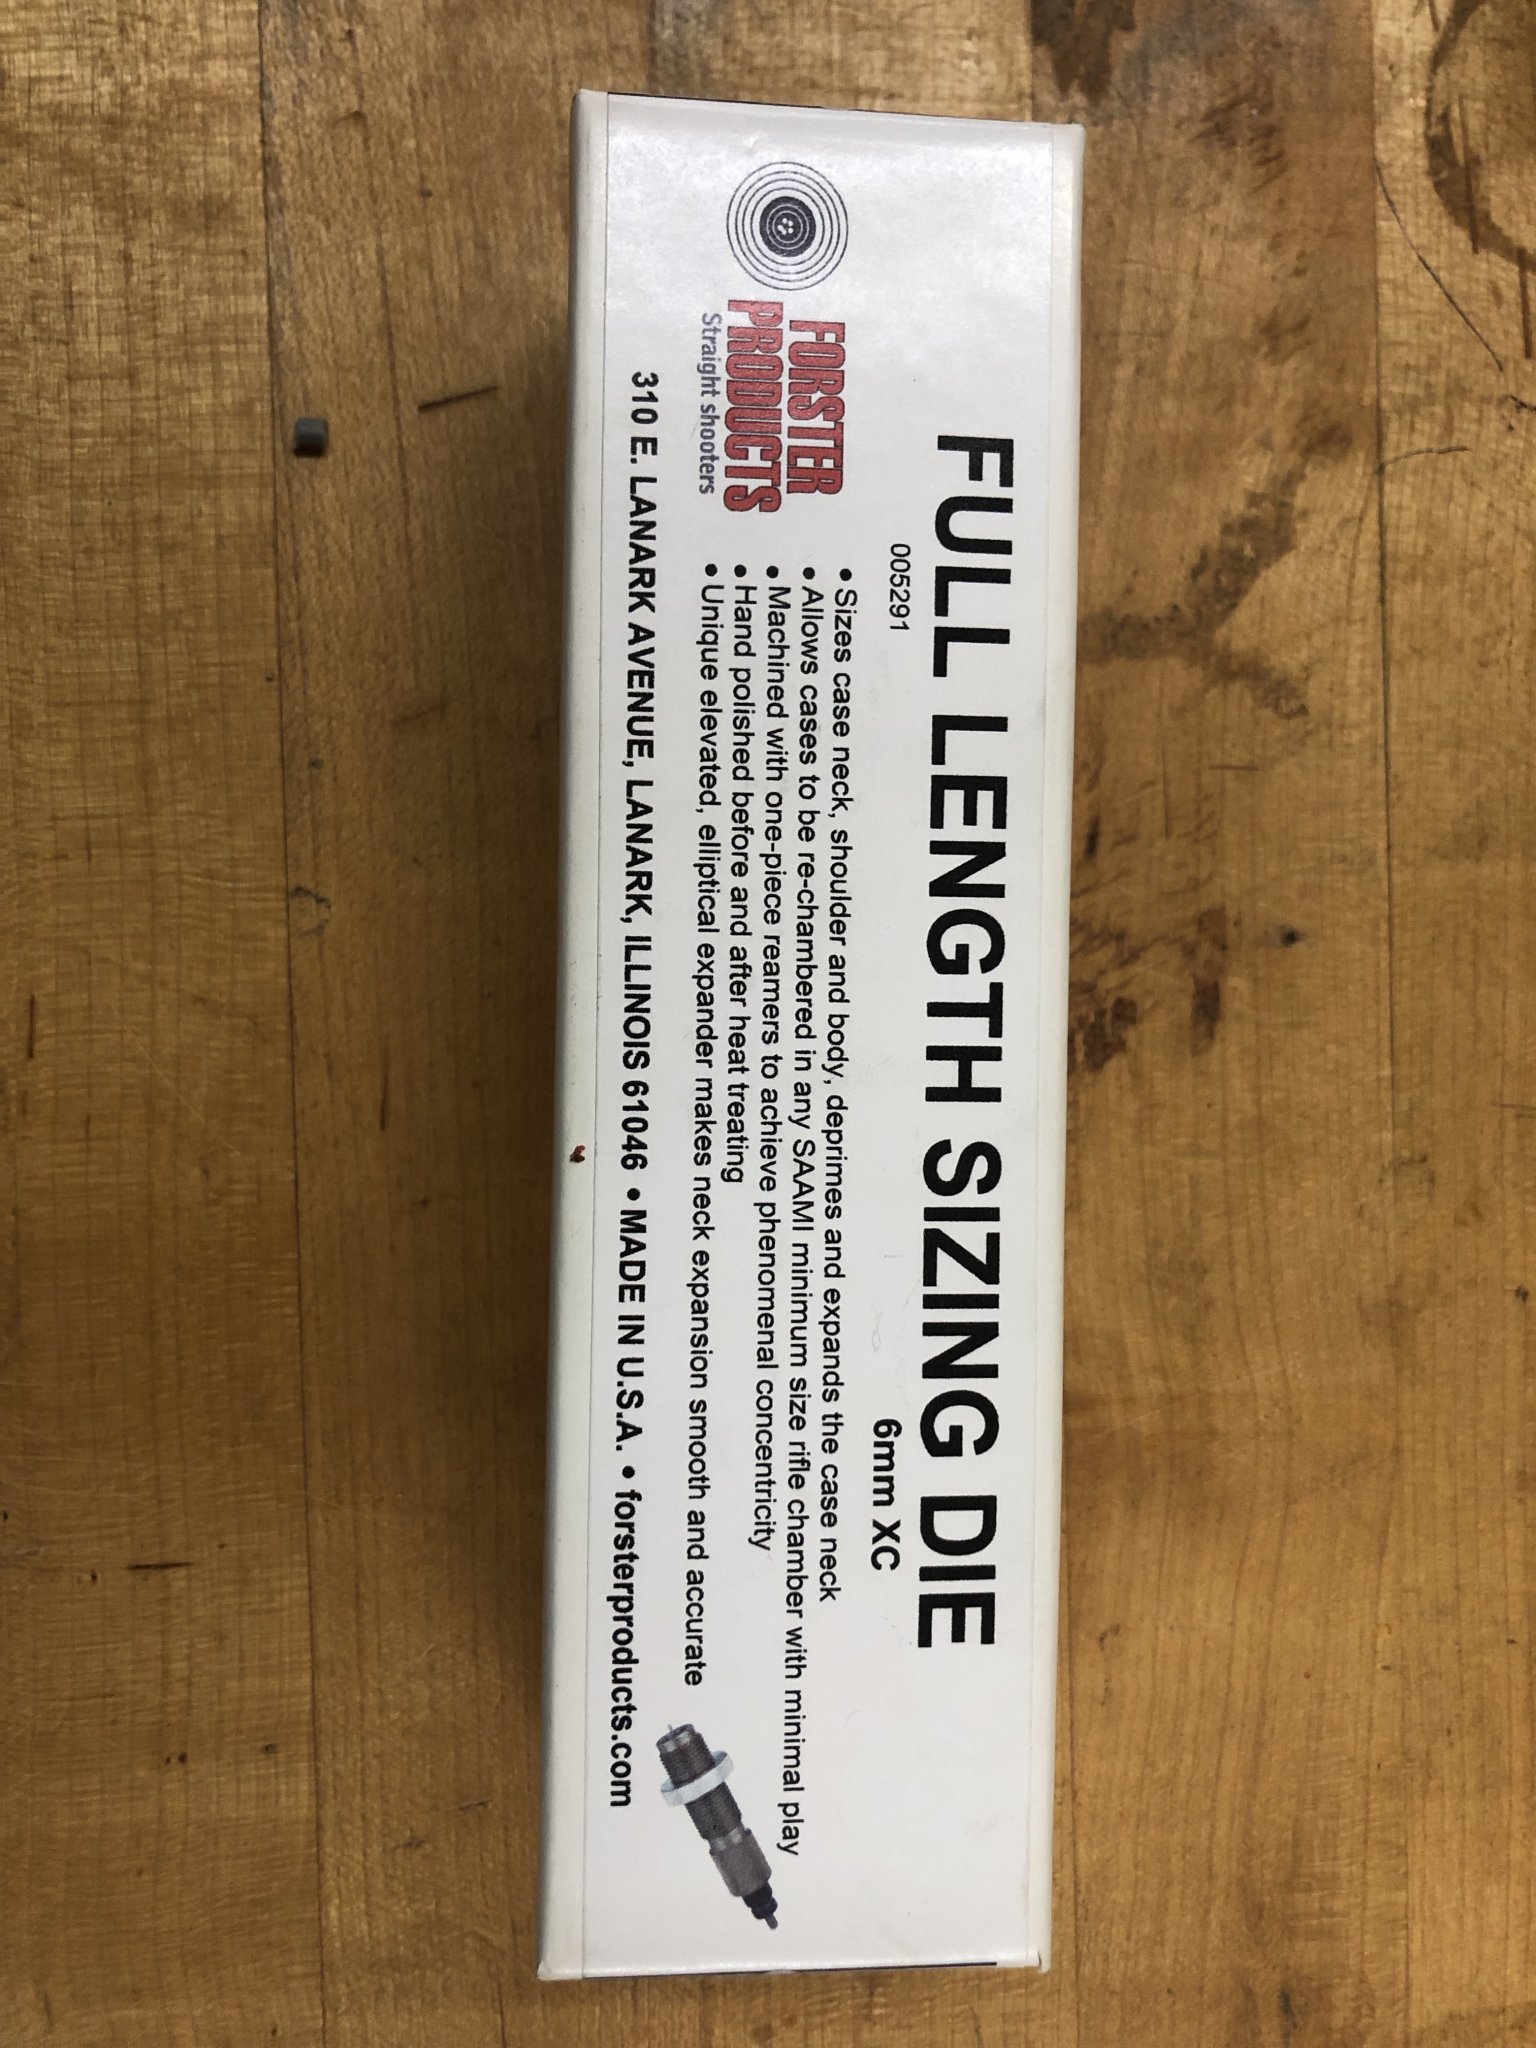 FULL LENGTH SIZING DIE
005291
6mm XC
FORSTER
PRODUCTS
Straight shooters
• Sizes case neck, shoulder and body, deprimes and expands the case neck
• Allows cases to be re-chambered in any SAAMI minimum size rifle chamber with minimal play
• Machined with one-piece reamers to achieve phenomenal concentricity
• Hand polished before and after heat treating
• Unique elevated, elliptical expander makes neck expansion smooth and accurate
310 E. LANARK AVENUE, LANARK, ILLINOIS 61046 • MADE IN U.S.A. • forsterproducts.com